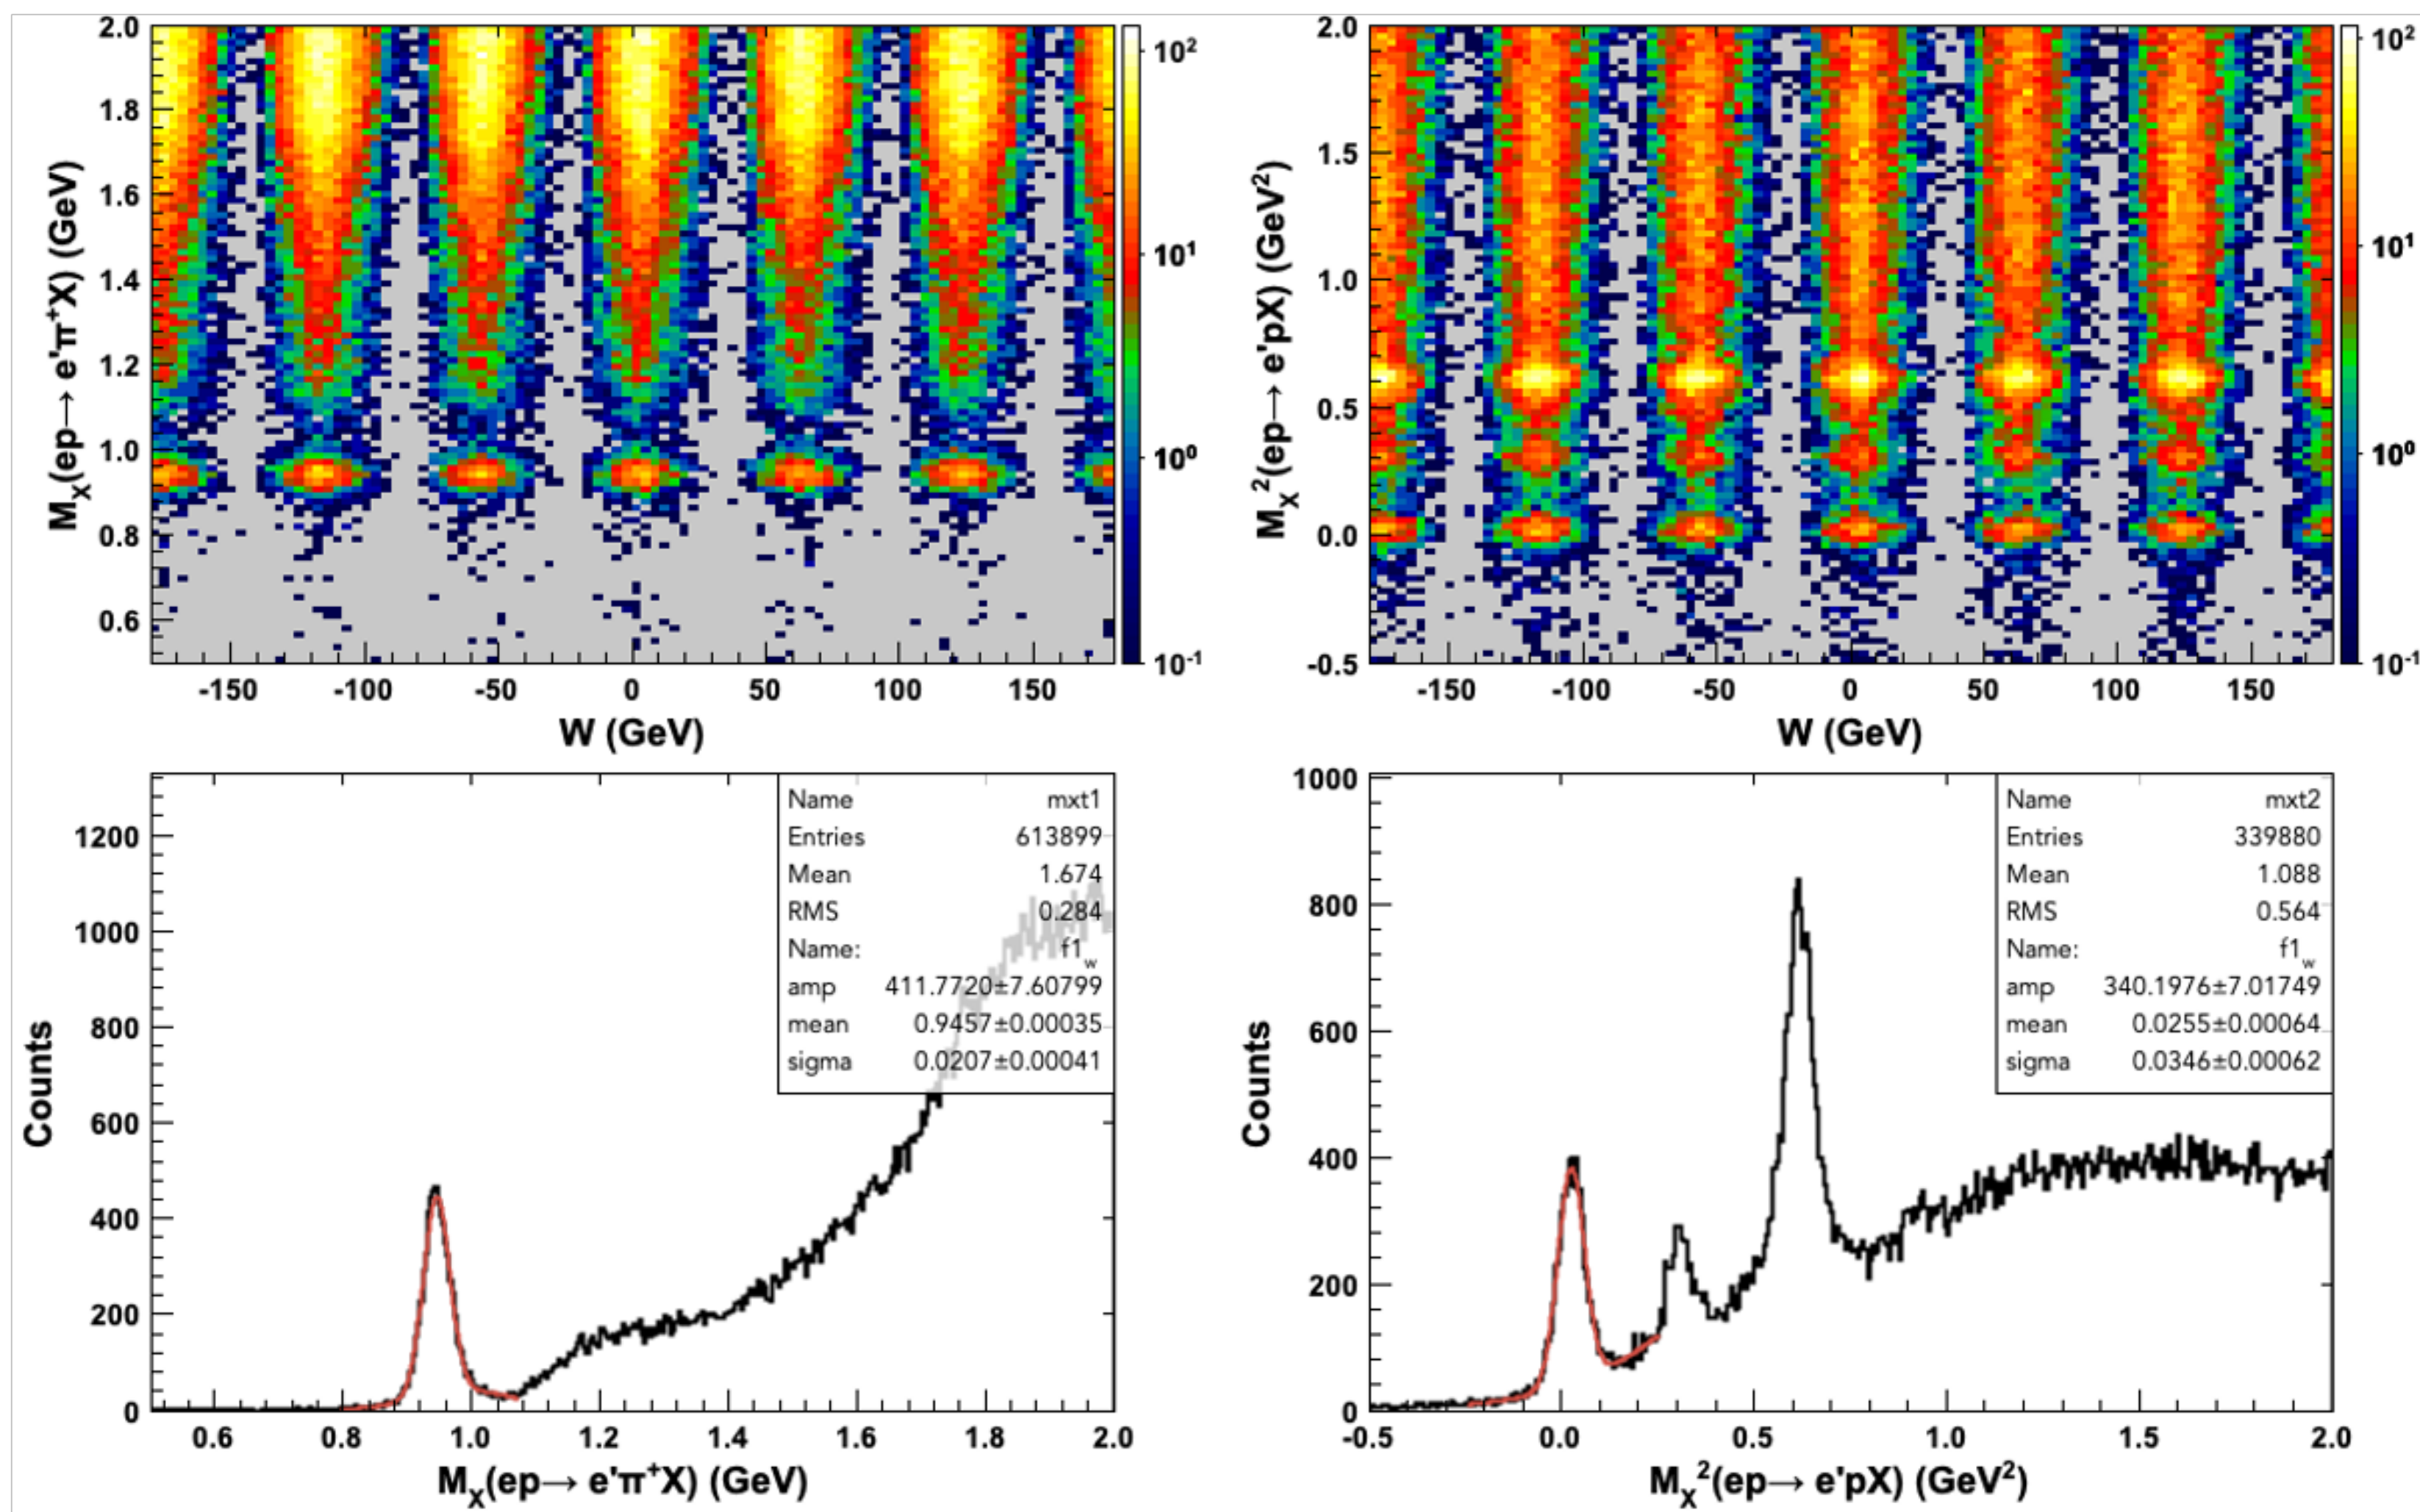 2.0
1.8
1.6
1.4
1.2
1.0
0.8
0.6
M_X(ep→ e'π⁺X) (GeV)
-150 -100 -50 0 50 100 150
W (GeV)
10²
10¹
10⁰
10⁻¹
2.0
1.5
1.0
0.5
0.0
-0.5
M_X²(ep→ e'pX) (GeV²)
-150 -100 -50 0 50 100 150
W (GeV)
10²
10¹
10⁰
10⁻¹
1200
1000
800
600
400
200
0
Counts
Name mxt1
Entries 613899
Mean 1.674
RMS 0.284
Name: f1_w
amp 411.7720±7.60799
mean 0.9457±0.00035
sigma 0.0207±0.00041
0.6 0.8 1.0 1.2 1.4 1.6 1.8 2.0
M_X(ep→ e'π⁺X) (GeV)
1000
800
600
400
200
0
Counts
Name mxt2
Entries 339880
Mean 1.088
RMS 0.564
Name: f1_w
amp 340.1976±7.01749
mean 0.0255±0.00064
sigma 0.0346±0.00062
-0.5 0.0 0.5 1.0 1.5 2.0
M_X²(ep→ e'pX) (GeV²)